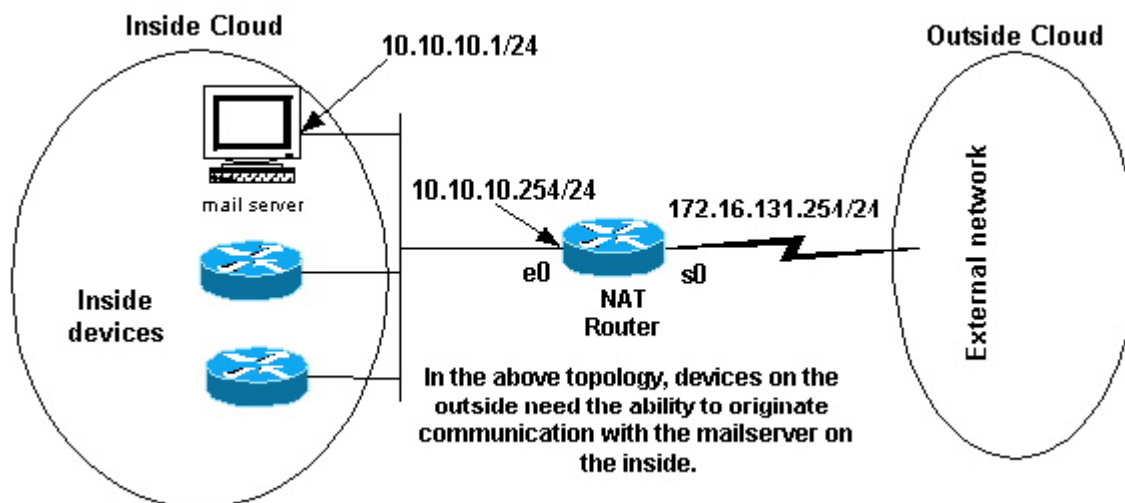 Inside Cloud
10.10.10.1/24
Outside Cloud
mail server
10.10.10.254/24
172.16.131.254/24
e0
s0
NAT
Router
Inside
devices
External network
In the above topology, devices on the
outside need the ability to originate
communication with the mailserver on
the inside.